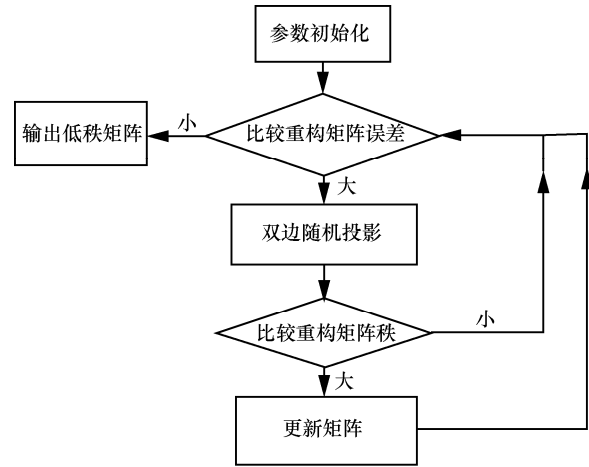 参数初始化
比较重构矩阵误差
小
输出低秩矩阵
大
双边随机投影
比较重构矩阵秩
小
大
更新矩阵